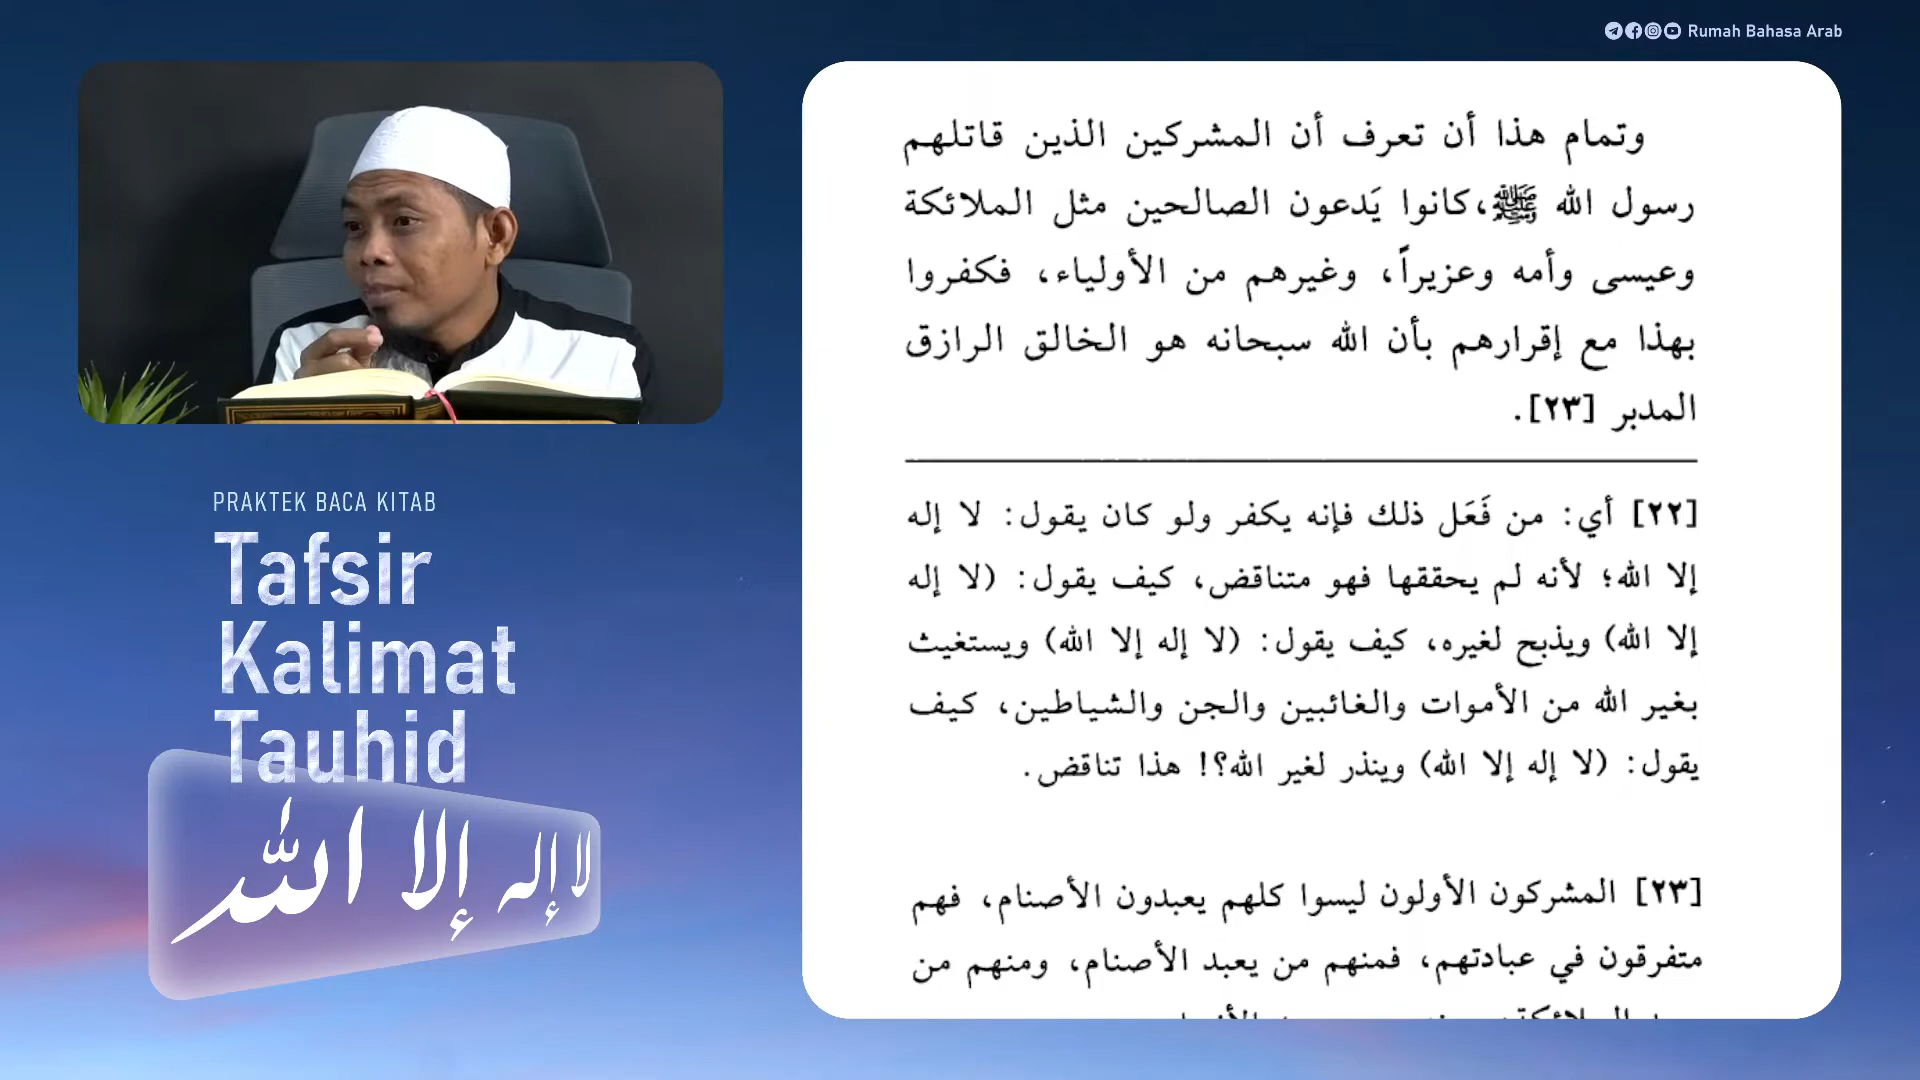 Rumah Bahasa Arab
وتمام هذا أن تعرف أن المشركين الذين قاتلهم
رسول الله ﷺ،كانوا يَدعون الصالحين مثل الملائكة
وعيسى وأمه وعزيراً، وغيرهم من الأولياء، فكفروا
بهذا مع إقرارهم بأن الله سبحانه هو الخالق الرازق
المدبر [٢٣].
[٢٢] أي: من فَعَل ذلك فإنه يكفر ولو كان يقول: لا إله
إلا الله؛ لأنه لم يحققها فهو متناقض، كيف يقول: (لا إله
إلا الله) ويذبح لغيره، كيف يقول: (لا إله إلا الله) ويستغيث
بغير الله من الأموات والغائبين والجن والشياطين، كيف
يقول: (لا إله إلا الله) وينذر لغير الله؟! هذا تناقض.
[٢٣] المشركون الأولون ليسوا كلهم يعبدون الأصنام، فهم
متفرقون في عبادتهم، فمنهم من يعبد الأصنام، ومنهم من
PRAKTEK BACA KITAB
Tafsir
Kalimat
Tauhid
لا إله إلا الله